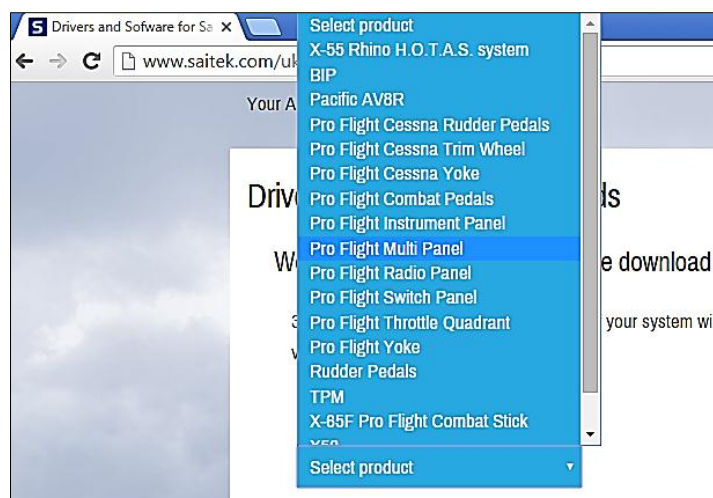 S Drivers and Sofware for Sa x
www.saitek.com/uk
Your A
Drive ds
We e download
3 your system wi
Select product
X-55 Rhino H.O.T.A.S. system
BIP
Pacific AV8R
Pro Flight Cessna Rudder Pedals
Pro Flight Cessna Trim Wheel
Pro Flight Cessna Yoke
Pro Flight Combat Pedals
Pro Flight Instrument Panel
Pro Flight Multi Panel
Pro Flight Radio Panel
Pro Flight Switch Panel
Pro Flight Throttle Quadrant
Pro Flight Yoke
Rudder Pedals
TPM
X-65F Pro Flight Combat Stick
Select product